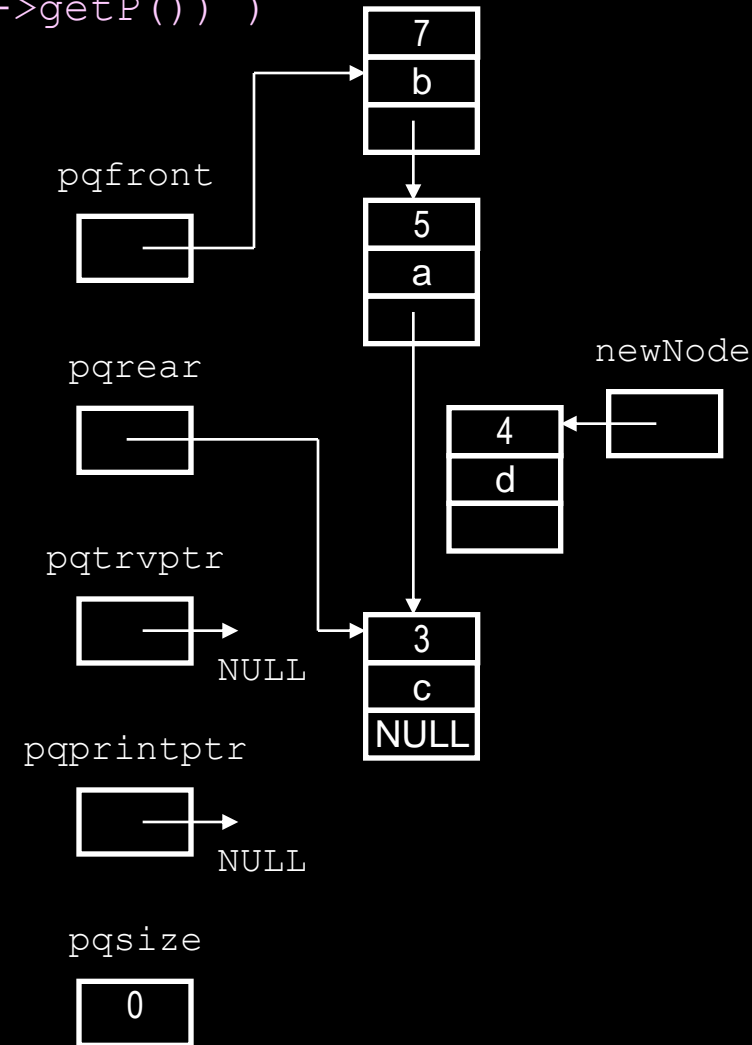 ->getP()) )
7
b
pqfront
5
a
pqrear
newNode
4
d
pqtrvptr
NULL
3
c
NULL
pqprintptr
NULL
pqsize
0